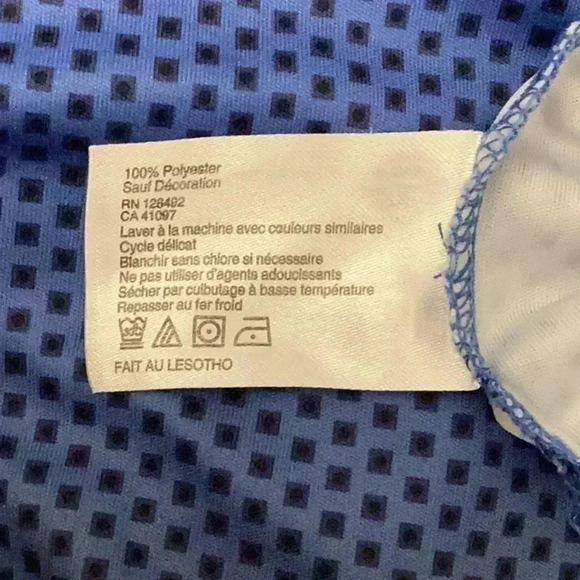 100% Polyester
Sauf Décoration
RN 128492
CA 41097
Laver à la machine avec couleurs similaires
Cycle délicat
Blanchir sans chlore si nécessaire
Ne pas utiliser d'agents adoucissants
Sécher par culbutage à basse température
Repasser au fer froid
30C
FAIT AU LESOTHO